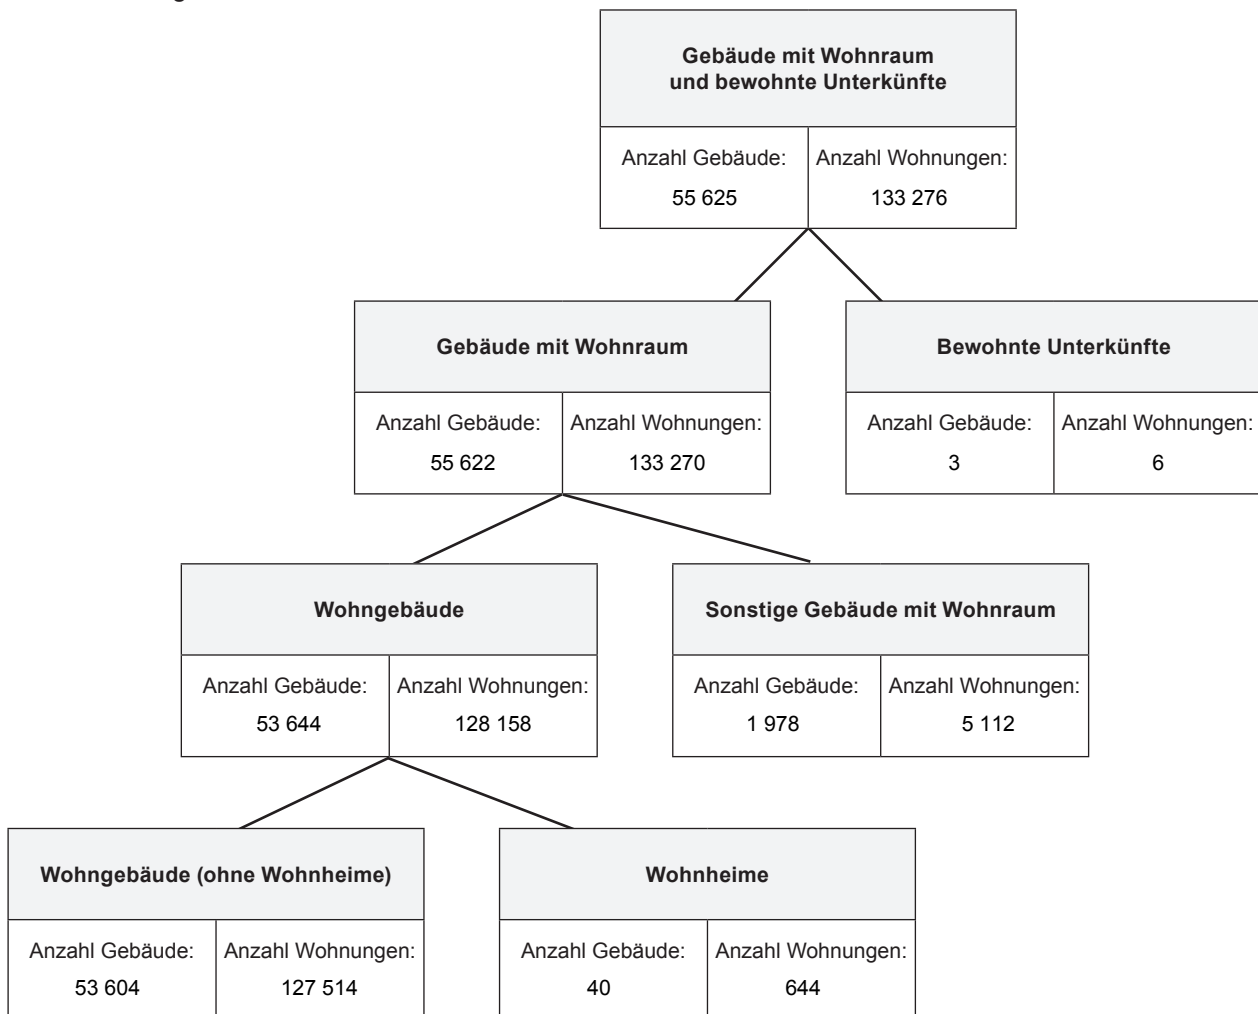 Gebäude mit Wohnraum
und bewohnte Unterkünfte
Anzahl Gebäude: Anzahl Wohnungen:
55 625 133 276
Gebäude mit Wohnraum Bewohnte Unterkünfte
Anzahl Gebäude: Anzahl Wohnungen: Anzahl Gebäude: Anzahl Wohnungen:
55 622 133 270 3 6
Wohngebäude Sonstige Gebäude mit Wohnraum
Anzahl Gebäude: Anzahl Wohnungen: Anzahl Gebäude: Anzahl Wohnungen:
53 644 128 158 1 978 5 112
Wohngebäude (ohne Wohnheime) Wohnheime
Anzahl Gebäude: Anzahl Wohnungen: Anzahl Gebäude: Anzahl Wohnungen:
53 604 127 514 40 644